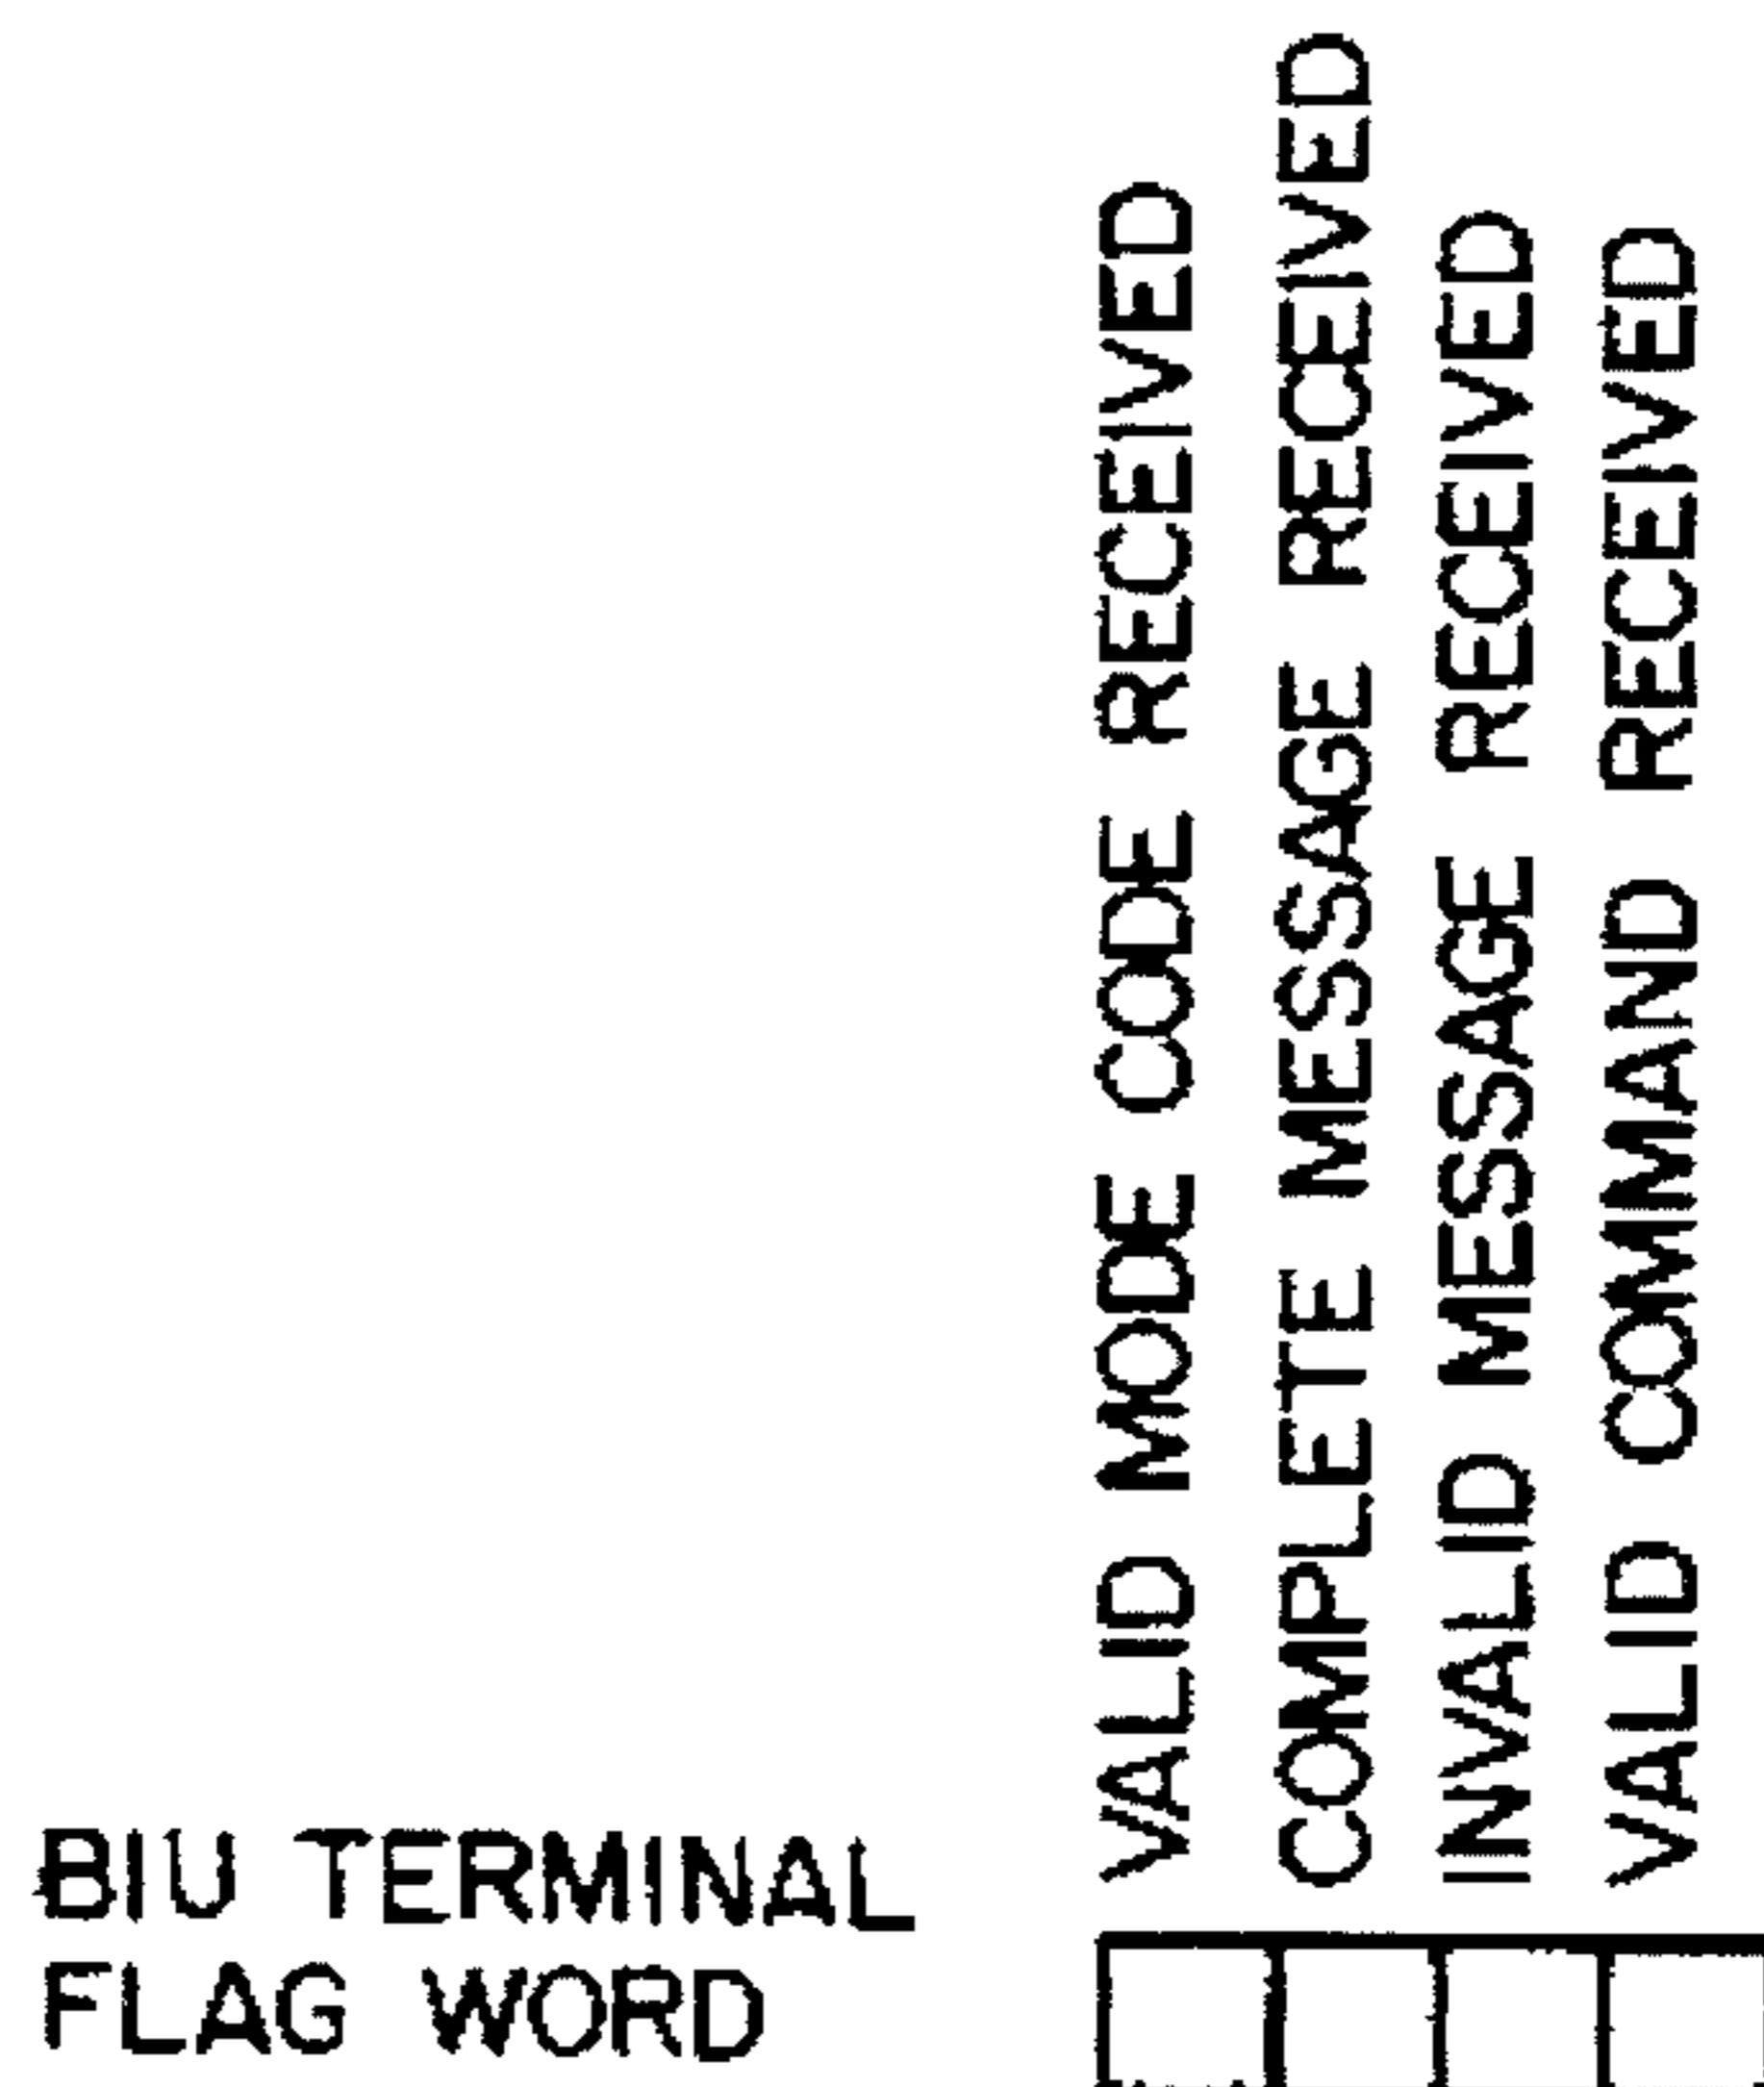 VALID MODE CODE RECEIVED
COMPLETE MESSAGE RECEIVED
INVALID MESSAGE RECEIVED
VALID COMMAND RECEIVED
BIU TERMINAL
FLAG WORD